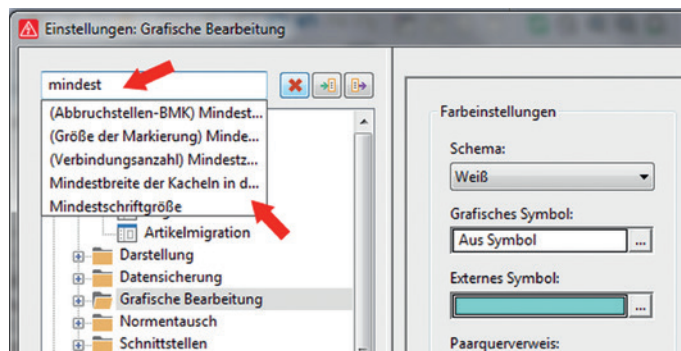 Einstellungen: Grafische Bearbeitung
mindest
(Abbruchstellen-BMK) Mindest...
(Größe der Markierung) Minde...
(Verbindungsanzahl) Mindestz...
Mindestbreite der Kacheln in d...
Mindestschriftgröße
Artikelmigration
Darstellung
Datensicherung
Grafische Bearbeitung
Normentausch
Schnittstellen
Farbeinstellungen
Schema:
Weiß
Grafisches Symbol:
Aus Symbol
...
Externes Symbol:
...
Paarquerverweis: